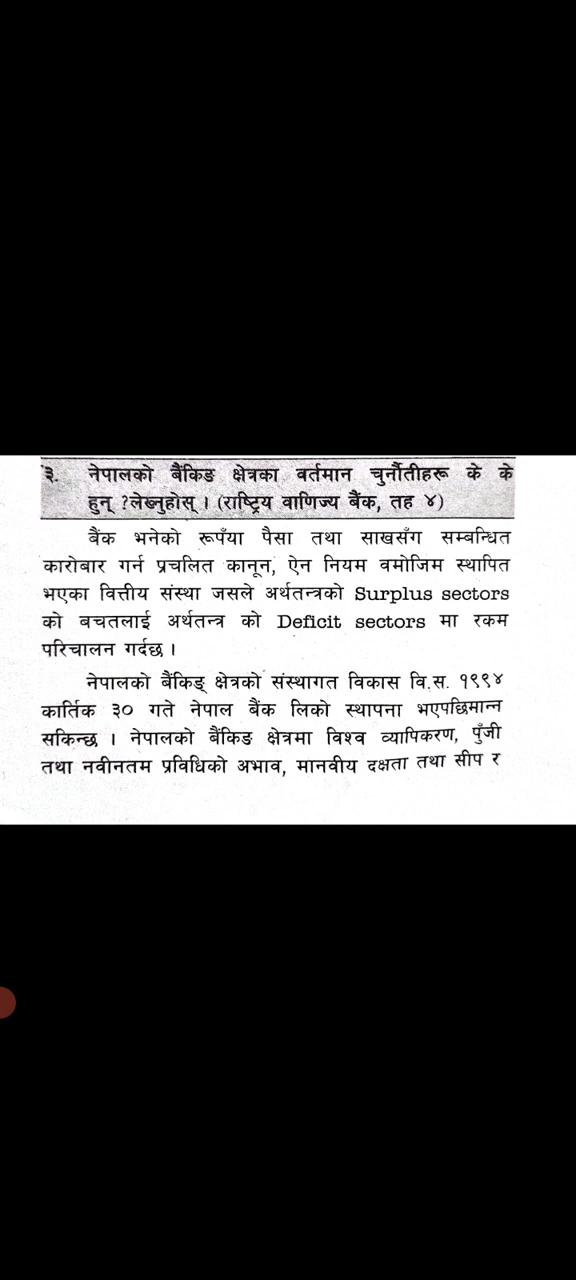 ३. नेपालको बैंकिङ क्षेत्रका वर्तमान चुनौतीहरू के के
हुन् ?लेख्नुहोस् । (राष्ट्रिय वाणिज्य बैंक, तह ४)
बैंक भनेको रूपैँया पैसा तथा साखसँग सम्बन्धित
कारोबार गर्न प्रचलित कानून, ऐन नियम वमोजिम स्थापित
भएका वित्तीय संस्था जसले अर्थतन्त्रको Surplus sectors
को बचतलाई अर्थतन्त्र को Deficit sectors मा रकम
परिचालन गर्दछ ।
नेपालको बैंकिङ् क्षेत्रको संस्थागत विकास वि.स. १९९४
कार्तिक ३० गते नेपाल बैंक लिको स्थापना भएपछिमान्न
सकिन्छ । नेपालको बैंकिङ क्षेत्रमा विश्व व्यापिकरण, पुँजी
तथा नवीनतम प्रविधिको अभाव, मानवीय दक्षता तथा सीप र